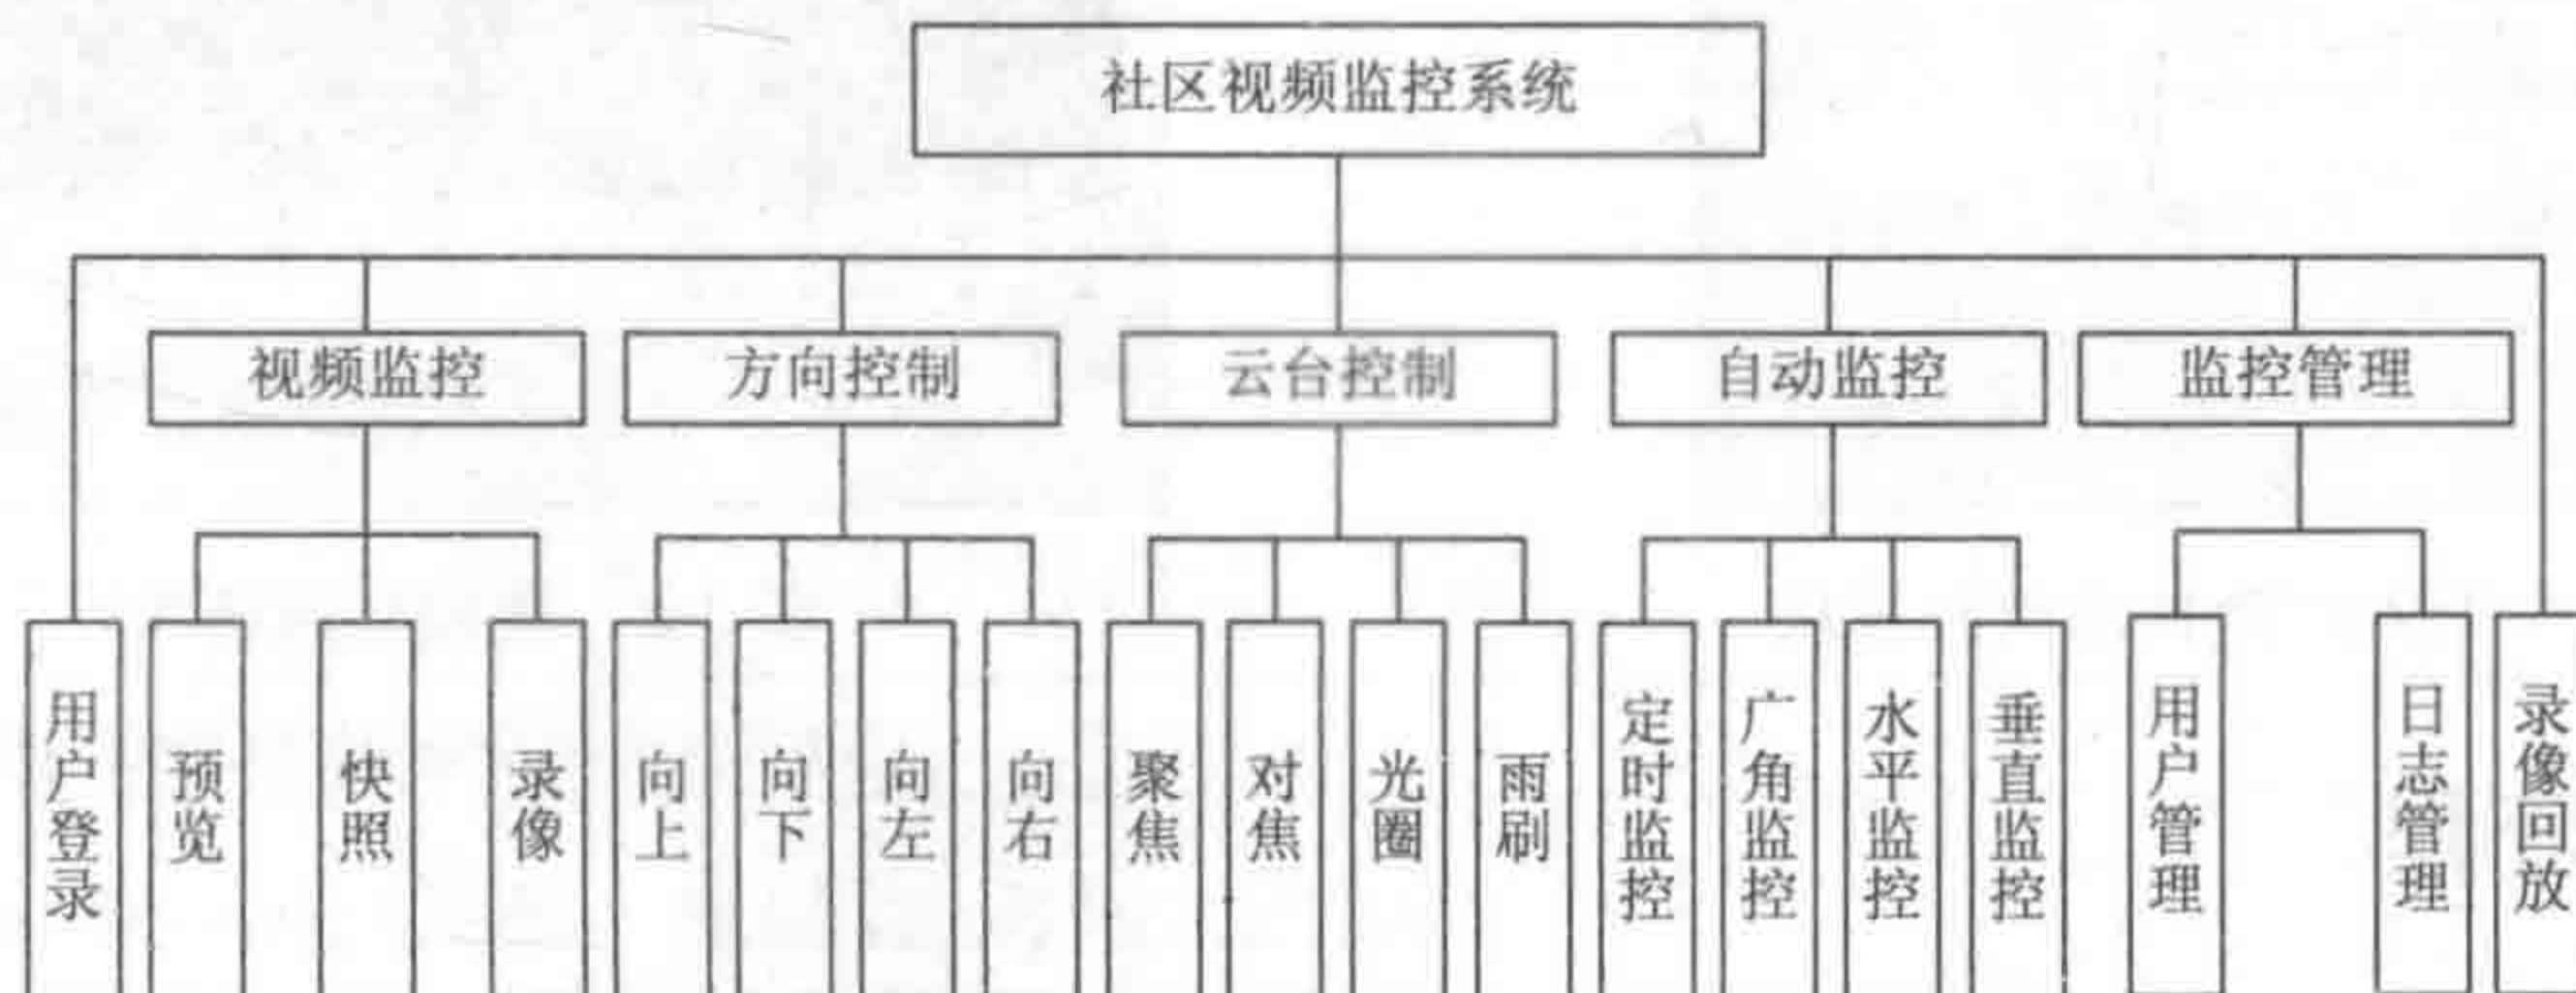 社区视频监控系统
视频监控
方向控制
云台控制
自动监控
监控管理
用户登录
预览
快照
录像
向上
向下
向左
向右
聚焦
对焦
光圈
雨刷
定时监控
广角监控
水平监控
垂直监控
用户管理
日志管理
录像回放